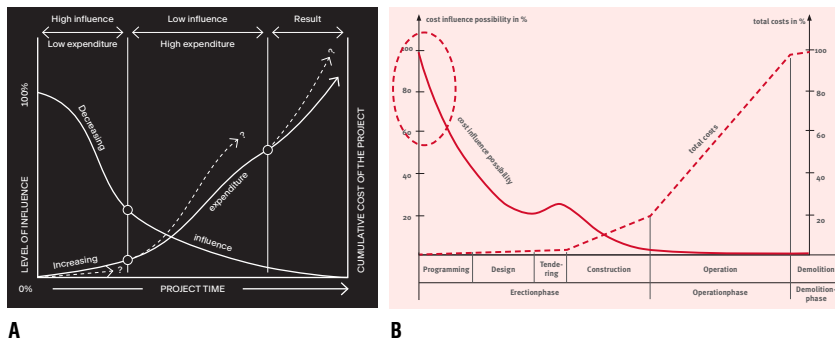 High influence
Low influence
Result
Low expenditure
High expenditure
?
100%
Decreasing
?
expenditure
LEVEL OF INFLUENCE
CUMULATIVE COST OF THE PROJECT
influence
Increasing
?
0%
PROJECT TIME
A
cost influence possibility in %
total costs in %
100
100
80
80
60
60
cost influence possibility
total costs
40
40
20
20
Programming
Design
Tende-
ring
Construction
Operation
Demolition
Erectionphase
Operationphase
Demolition-
phase
B